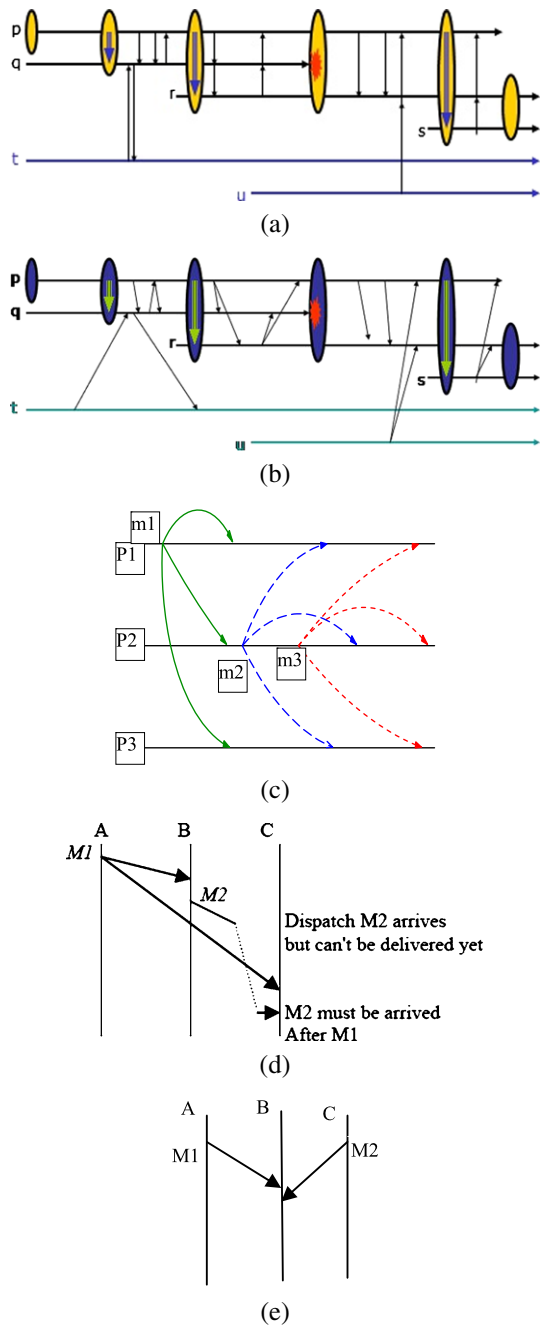 p
q
r
s
t
u
(a)
p
q
r
s
t
u
(b)
m1
P1
P2
m2
m3
P3
(c)
A B C
M1
M2
Dispatch M2 arrives
but can't be delivered yet
M2 must be arrived
After M1
(d)
A B C
M1 M2
(e)